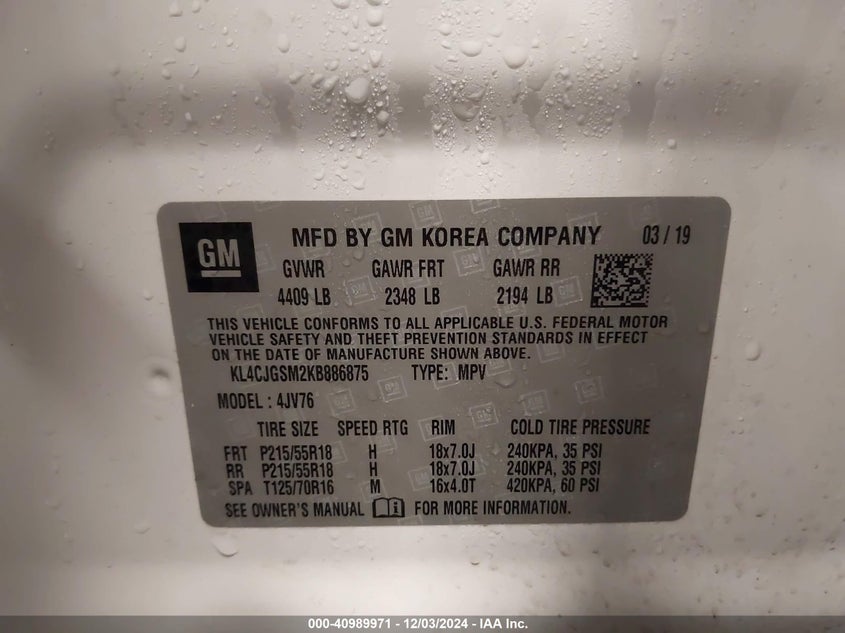 GM MFD BY GM KOREA COMPANY 03 / 19
GVWR GAWR FRT GAWR RR
4409 LB 2348 LB 2194 LB
THIS VEHICLE CONFORMS TO ALL APPLICABLE U.S. FEDERAL MOTOR
VEHICLE SAFETY AND THEFT PREVENTION STANDARDS IN EFFECT
ON THE DATE OF MANUFACTURE SHOWN ABOVE.
KL4CJGSM2KB886875 TYPE: MPV
MODEL : 4JV76
TIRE SIZE SPEED RTG RIM COLD TIRE PRESSURE
FRT P215/55R18 H 18x7.0J 240KPA, 35 PSI
RR P215/55R18 H 18x7.0J 240KPA, 35 PSI
SPA T125/70R16 M 16x4.0T 420KPA, 60 PSI
SEE OWNER'S MANUAL FOR MORE INFORMATION.
000-40989971 - 12/03/2024 - IAA Inc.